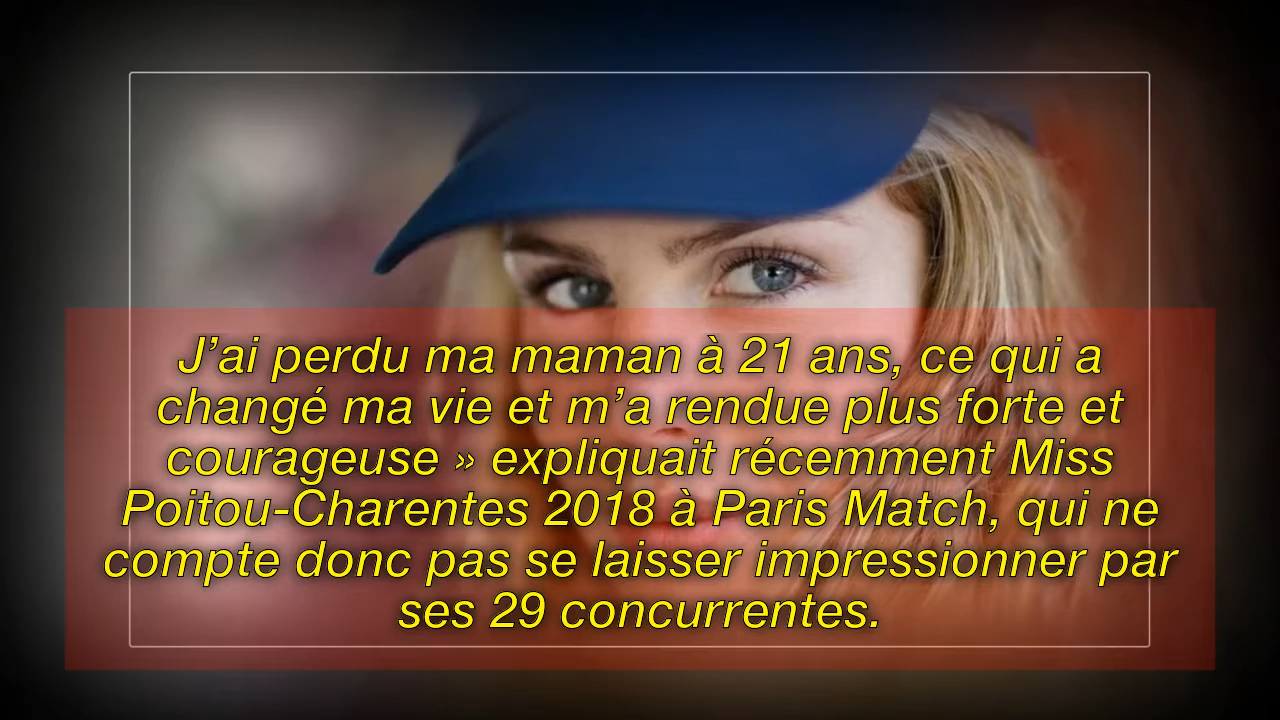 J’ai perdu ma maman à 21 ans, ce qui a
changé ma vie et m’a rendue plus forte et
courageuse » expliquait récemment Miss
Poitou-Charentes 2018 à Paris Match, qui ne
compte donc pas se laisser impressionner par
ses 29 concurrentes.